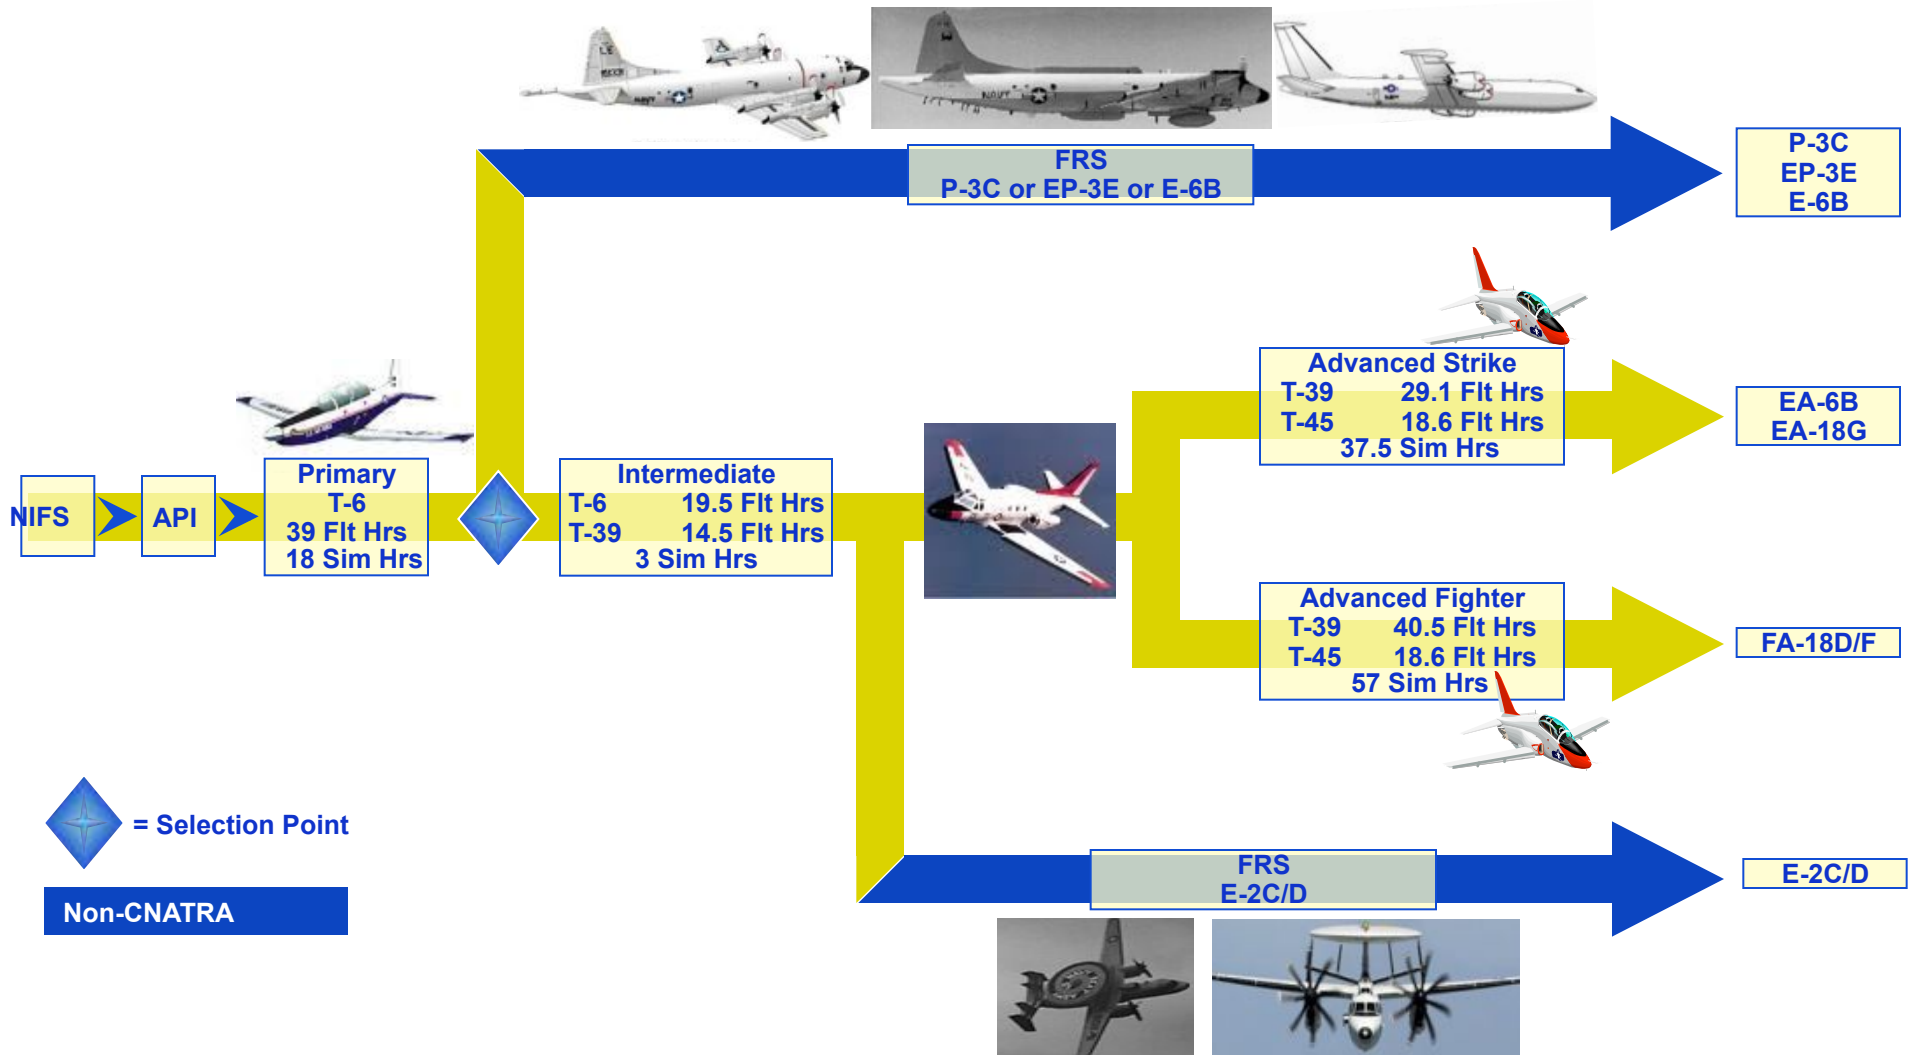 FRS
P-3C or EP-3E or E-6B
P-3C
EP-3E
E-6B
NIFS
API
Primary
T-6
39 Flt Hrs
18 Sim Hrs
Intermediate
T-6 19.5 Flt Hrs
T-39 14.5 Flt Hrs
3 Sim Hrs
Advanced Strike
T-39 29.1 Flt Hrs
T-45 18.6 Flt Hrs
37.5 Sim Hrs
EA-6B
EA-18G
Advanced Fighter
T-39 40.5 Flt Hrs
T-45 18.6 Flt Hrs
57 Sim Hrs
FA-18D/F
= Selection Point
Non-CNATRA
FRS
E-2C/D
E-2C/D
NAVY